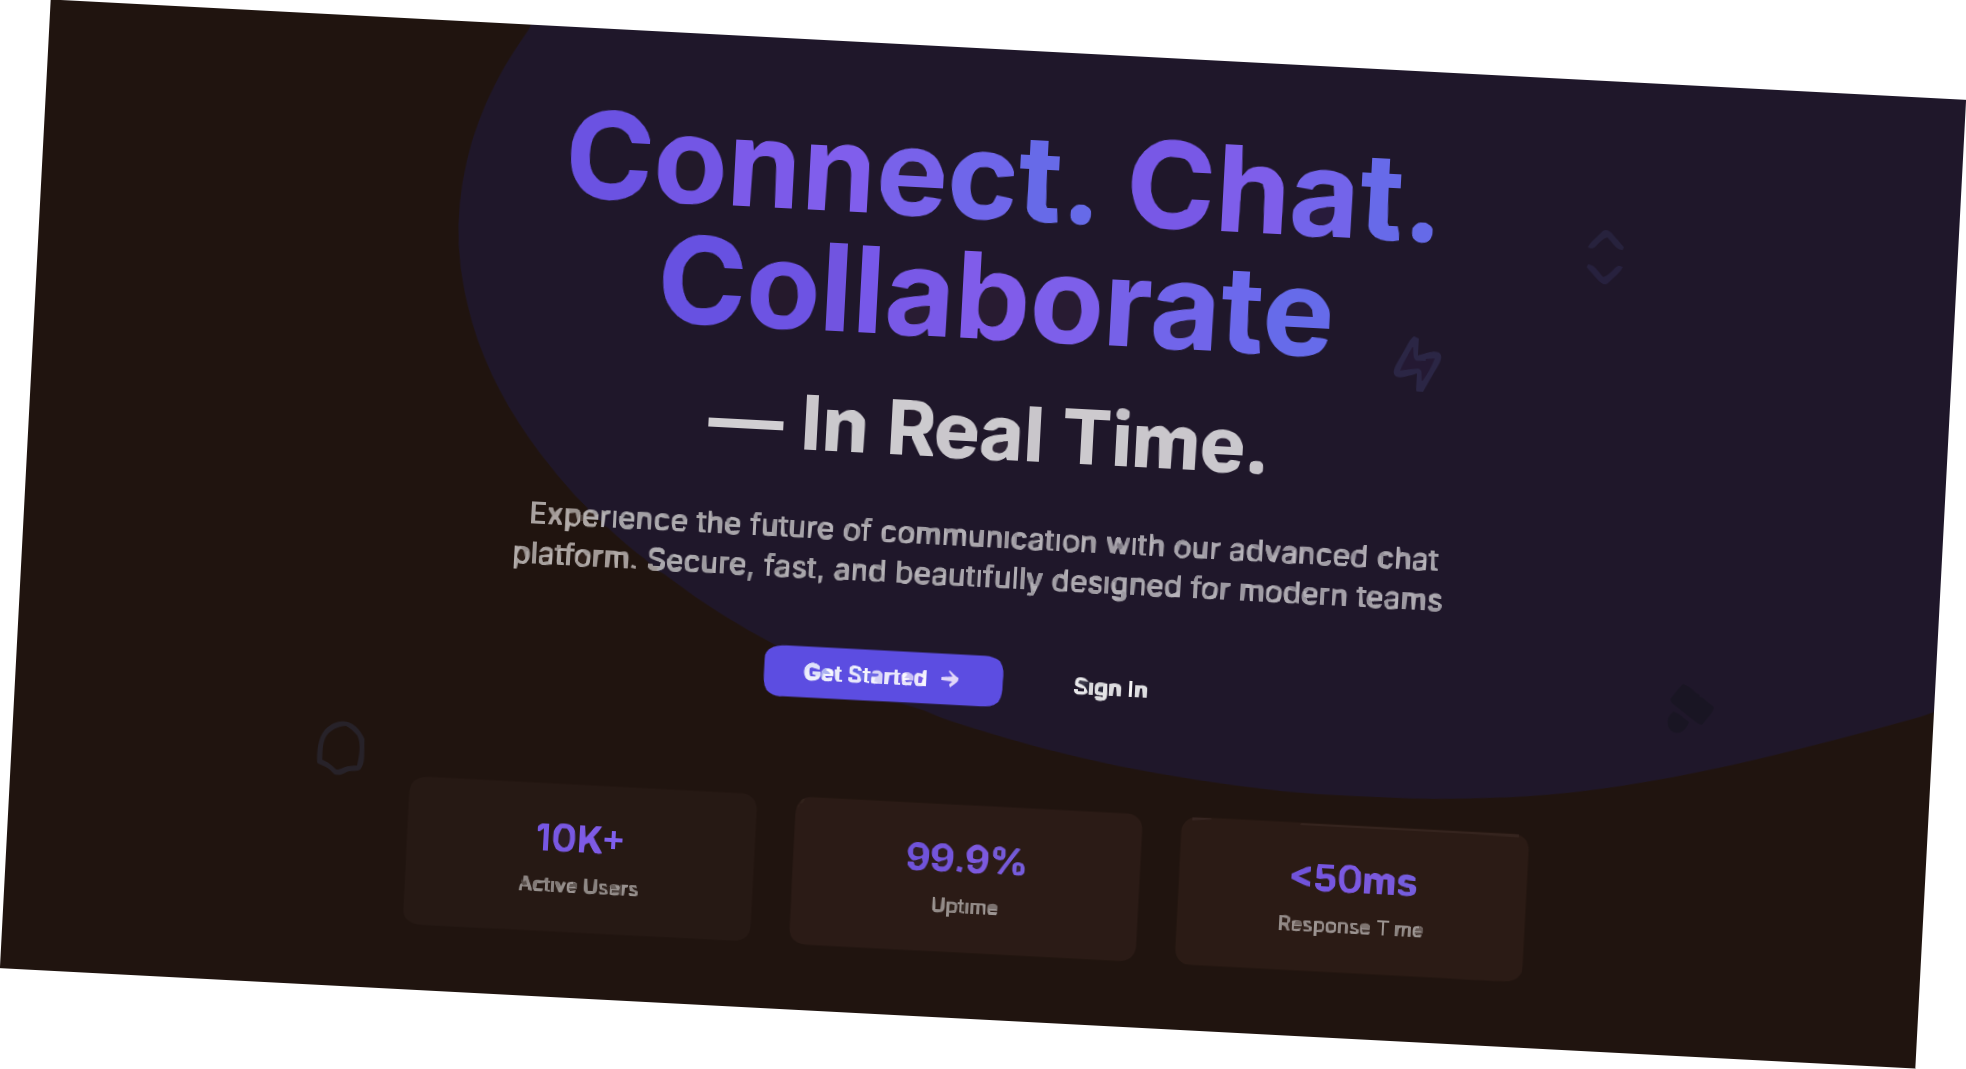 Connect. Chat.
Collaborate
— In Real Time.
Experience the future of communication with our advanced chat
platform. Secure, fast, and beautifully designed for modern teams
Get Started →
Sign In
10K+
Active Users
99.9%
Uptime
<50ms
Response Time